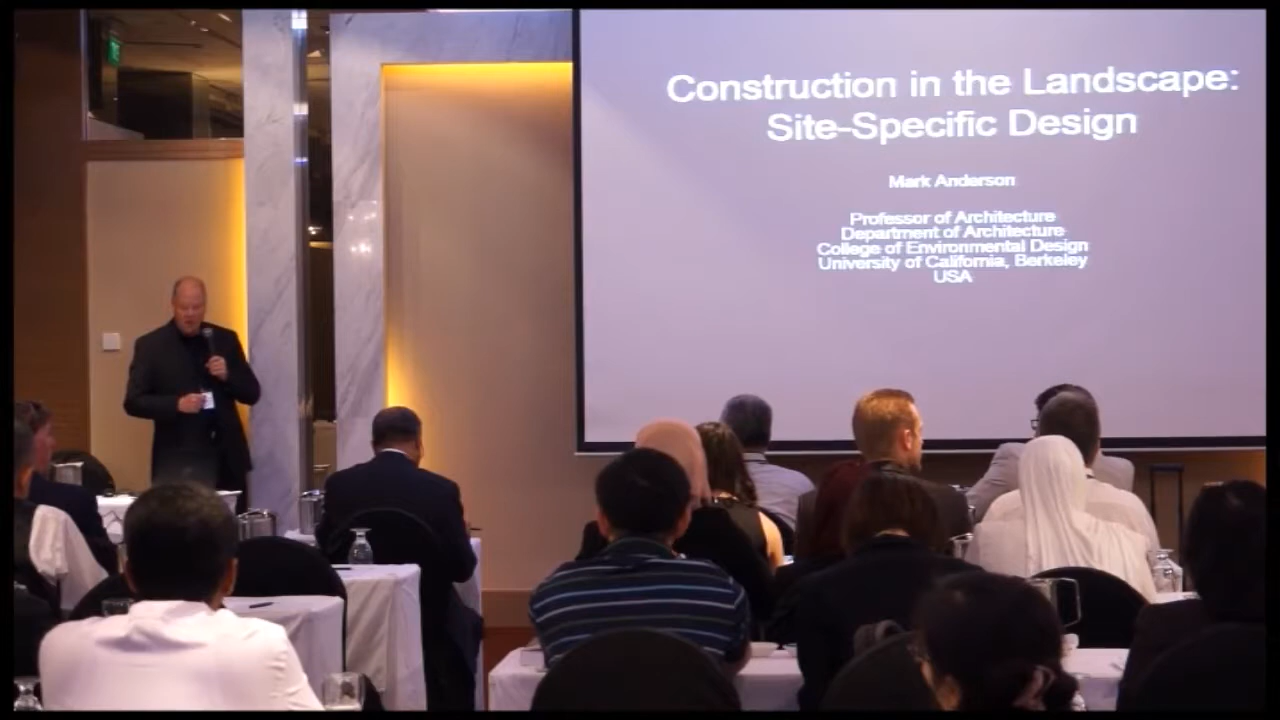 Construction in the Landscape:
Site-Specific Design
Mark Anderson
Professor of Architecture
Department of Architecture
College of Environmental Design
University of California, Berkeley
USA